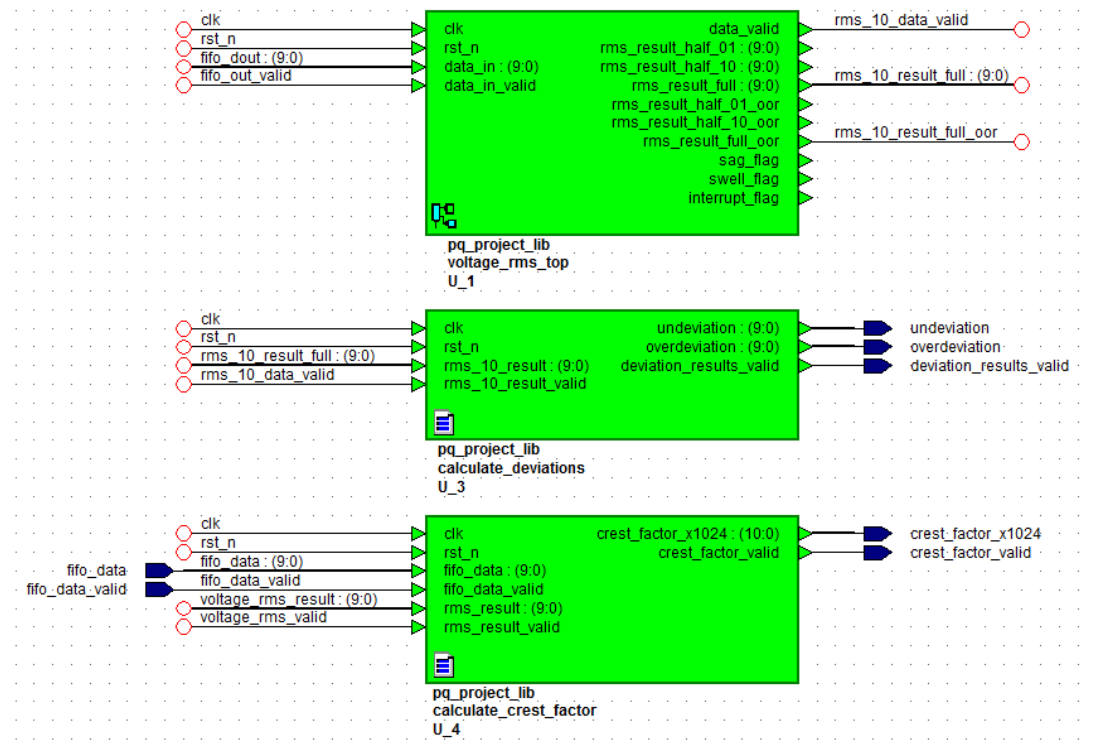 clk
rst_n
fifo_dout : (9:0)
fifo_out_valid
clk
rst_n
data_in : (9:0)
data_in_valid
data_valid
rms_result_half_01 : (9:0)
rms_result_half_10 : (9:0)
rms_result_full : (9:0)
rms_result_half_01_oor
rms_result_half_10_oor
rms_result_full_oor
sag_flag
swell_flag
interrupt_flag
rms_10_data_valid
rms_10_result_full : (9:0)
rms_10_result_full_oor
pq_project_lib
voltage_rms_top
U_1
clk
rst_n
rms_10_result_full : (9:0)
rms_10_data_valid
clk
rst_n
rms_10_result : (9:0)
rms_10_result_valid
undeviation : (9:0)
overdeviation : (9:0)
deviation_results_valid
undeviation
overdeviation
deviation_results_valid
pq_project_lib
calculate_deviations
U_3
fifo_data
fifo_data_valid
clk
rst_n
fifo_data : (9:0)
fifo_data_valid
voltage_rms_result : (9:0)
voltage_rms_valid
clk
rst_n
fifo_data : (9:0)
fifo_data_valid
rms_result : (9:0)
rms_result_valid
crest_factor_x1024 : (10:0)
crest_factor_valid
crest_factor_x1024
crest_factor_valid
pq_project_lib
calculate_crest_factor
U_4